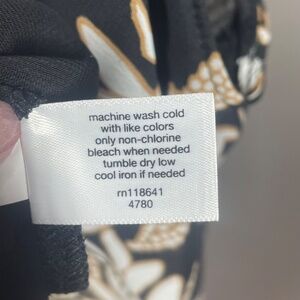 machine wash cold
with like colors
only non-chlorine
bleach when needed
tumble dry low
cool iron if needed
rn118641
4780